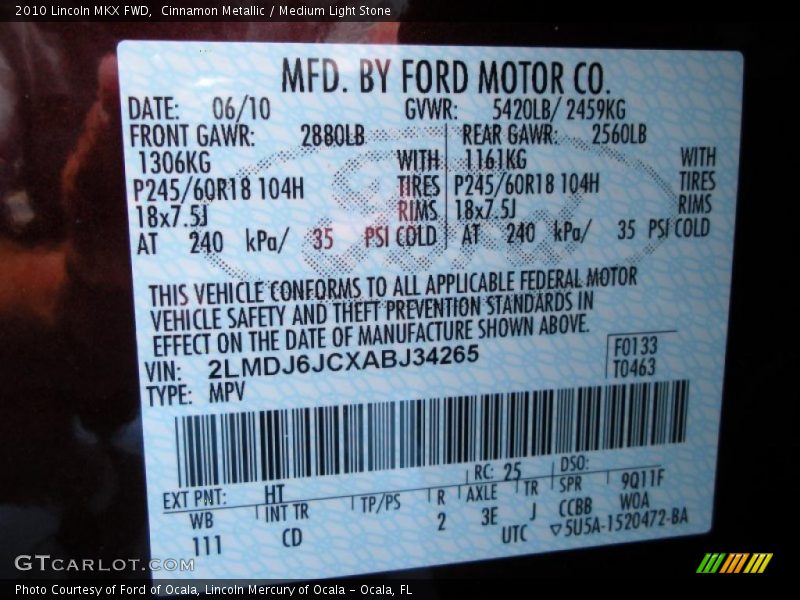 2010 Lincoln MKX FWD,  Cinnamon Metallic / Medium Light Stone
MFD. BY FORD MOTOR CO.
DATE: 06/10 GVWR: 5420LB/ 2459KG
FRONT GAWR: 2880LB REAR GAWR: 2560LB
1306KG WITH 1161KG WITH
P245/60R18 104H TIRES P245/60R18 104H TIRES
18x7.5J RIMS 18x7.5J RIMS
AT 240 kPa/ 35 PSI COLD AT 240 kPa/ 35 PSI COLD
THIS VEHICLE CONFORMS TO ALL APPLICABLE FEDERAL MOTOR
VEHICLE SAFETY AND THEFT PREVENTION STANDARDS IN
EFFECT ON THE DATE OF MANUFACTURE SHOWN ABOVE.
VIN: 2LMDJ6JCXABJ34265 F0133
TYPE: MPV T0463
EXT PNT: HT RC: 25 DSO:
WB INT TR TP/PS R AXLE TR SPR 9Q11F
111 CD 2 3E J CCBB WOA
UTC ▽5U5A-1520472-BA
GTCARLOT.COM
Photo Courtesy of Ford of Ocala, Lincoln Mercury of Ocala - Ocala, FL